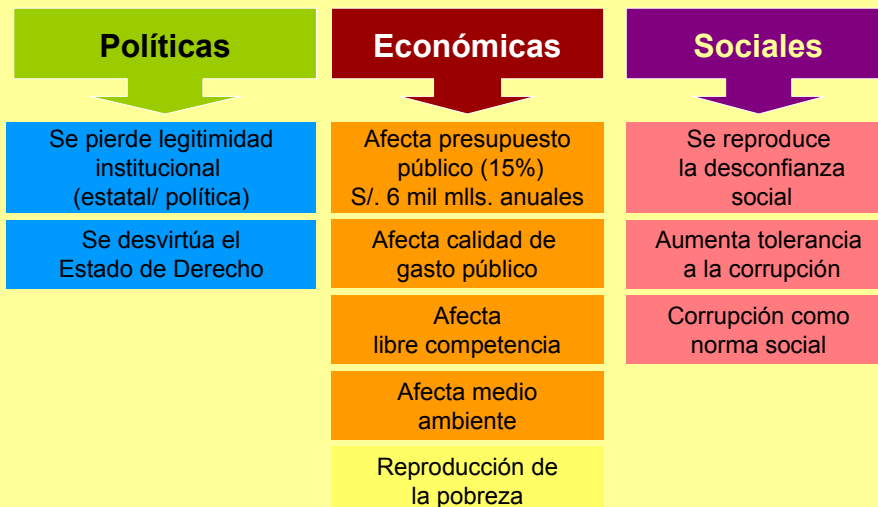 Políticas
Se pierde legitimidad
institucional
(estatal/ política)
Se desvirtúa el
Estado de Derecho
Económicas
Afecta presupuesto
público (15%)
S/. 6 mil mlls. anuales
Afecta calidad de
gasto público
Afecta
libre competencia
Afecta medio
ambiente
Reproducción de
la pobreza
Sociales
Se reproduce
la desconfianza
social
Aumenta tolerancia
a la corrupción
Corrupción como
norma social